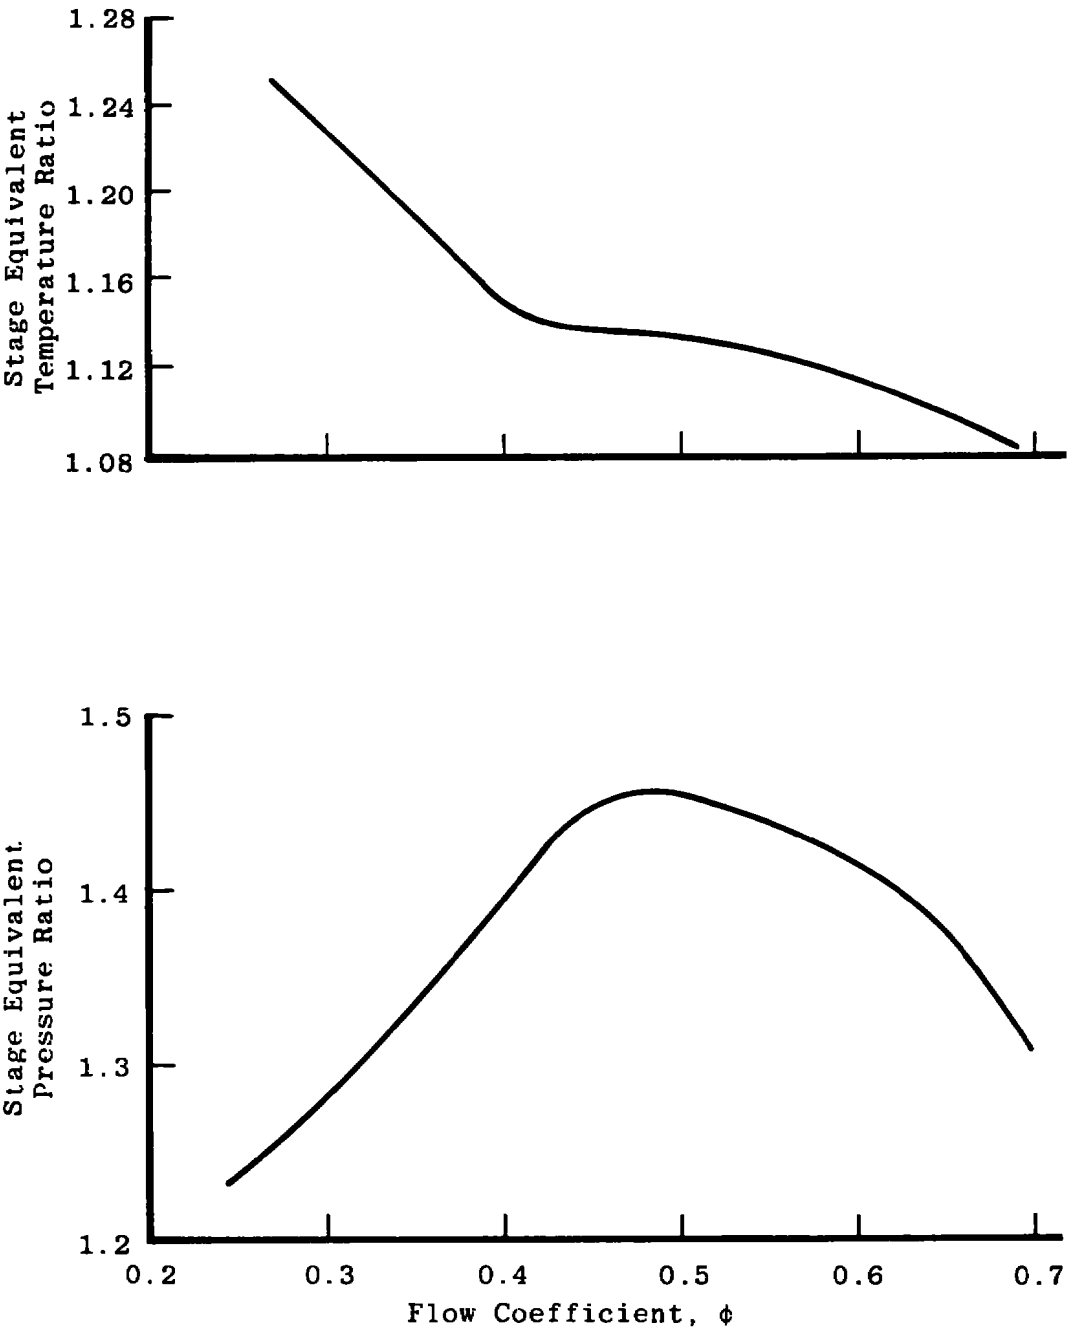 Stage Equivalent
Temperature Ratio
1.28
1.24
1.20
1.16
1.12
1.08
Stage Equivalent
Pressure Ratio
1.5
1.4
1.3
1.2
0.2 0.3 0.4 0.5 0.6 0.7
Flow Coefficient, ϕ